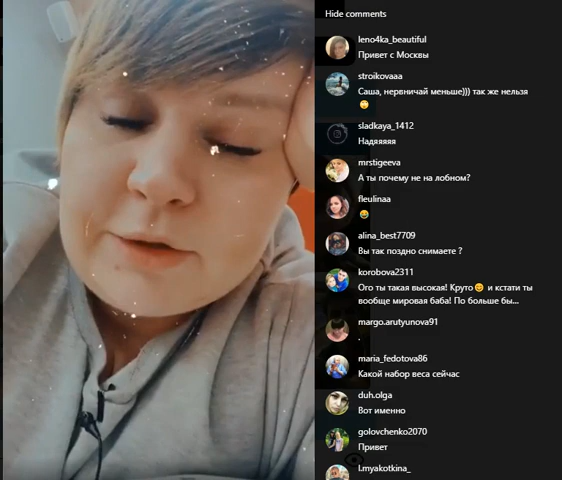 Hide comments
leno4ka_beautiful
Привет с Москвы
stroikovaaa
Саша, нервничай меньше))) так же нельзя
🙄
sladkaya_1412
Надяяяяя
mrstigeeva
А ты почему не на лобном?
fleulinaa
😂
alina_best7709
Вы так поздно снимаете ?
korobova2311
Ого ты такая высокая! Круто😊 и кстати ты
вообще мировая баба! По больше бы...
margo.arutyunova91
.
maria_fedotova86
Какой набор веса сейчас
duh.olga
Вот именно
golovchenko2070
Привет
l.myakotkina_